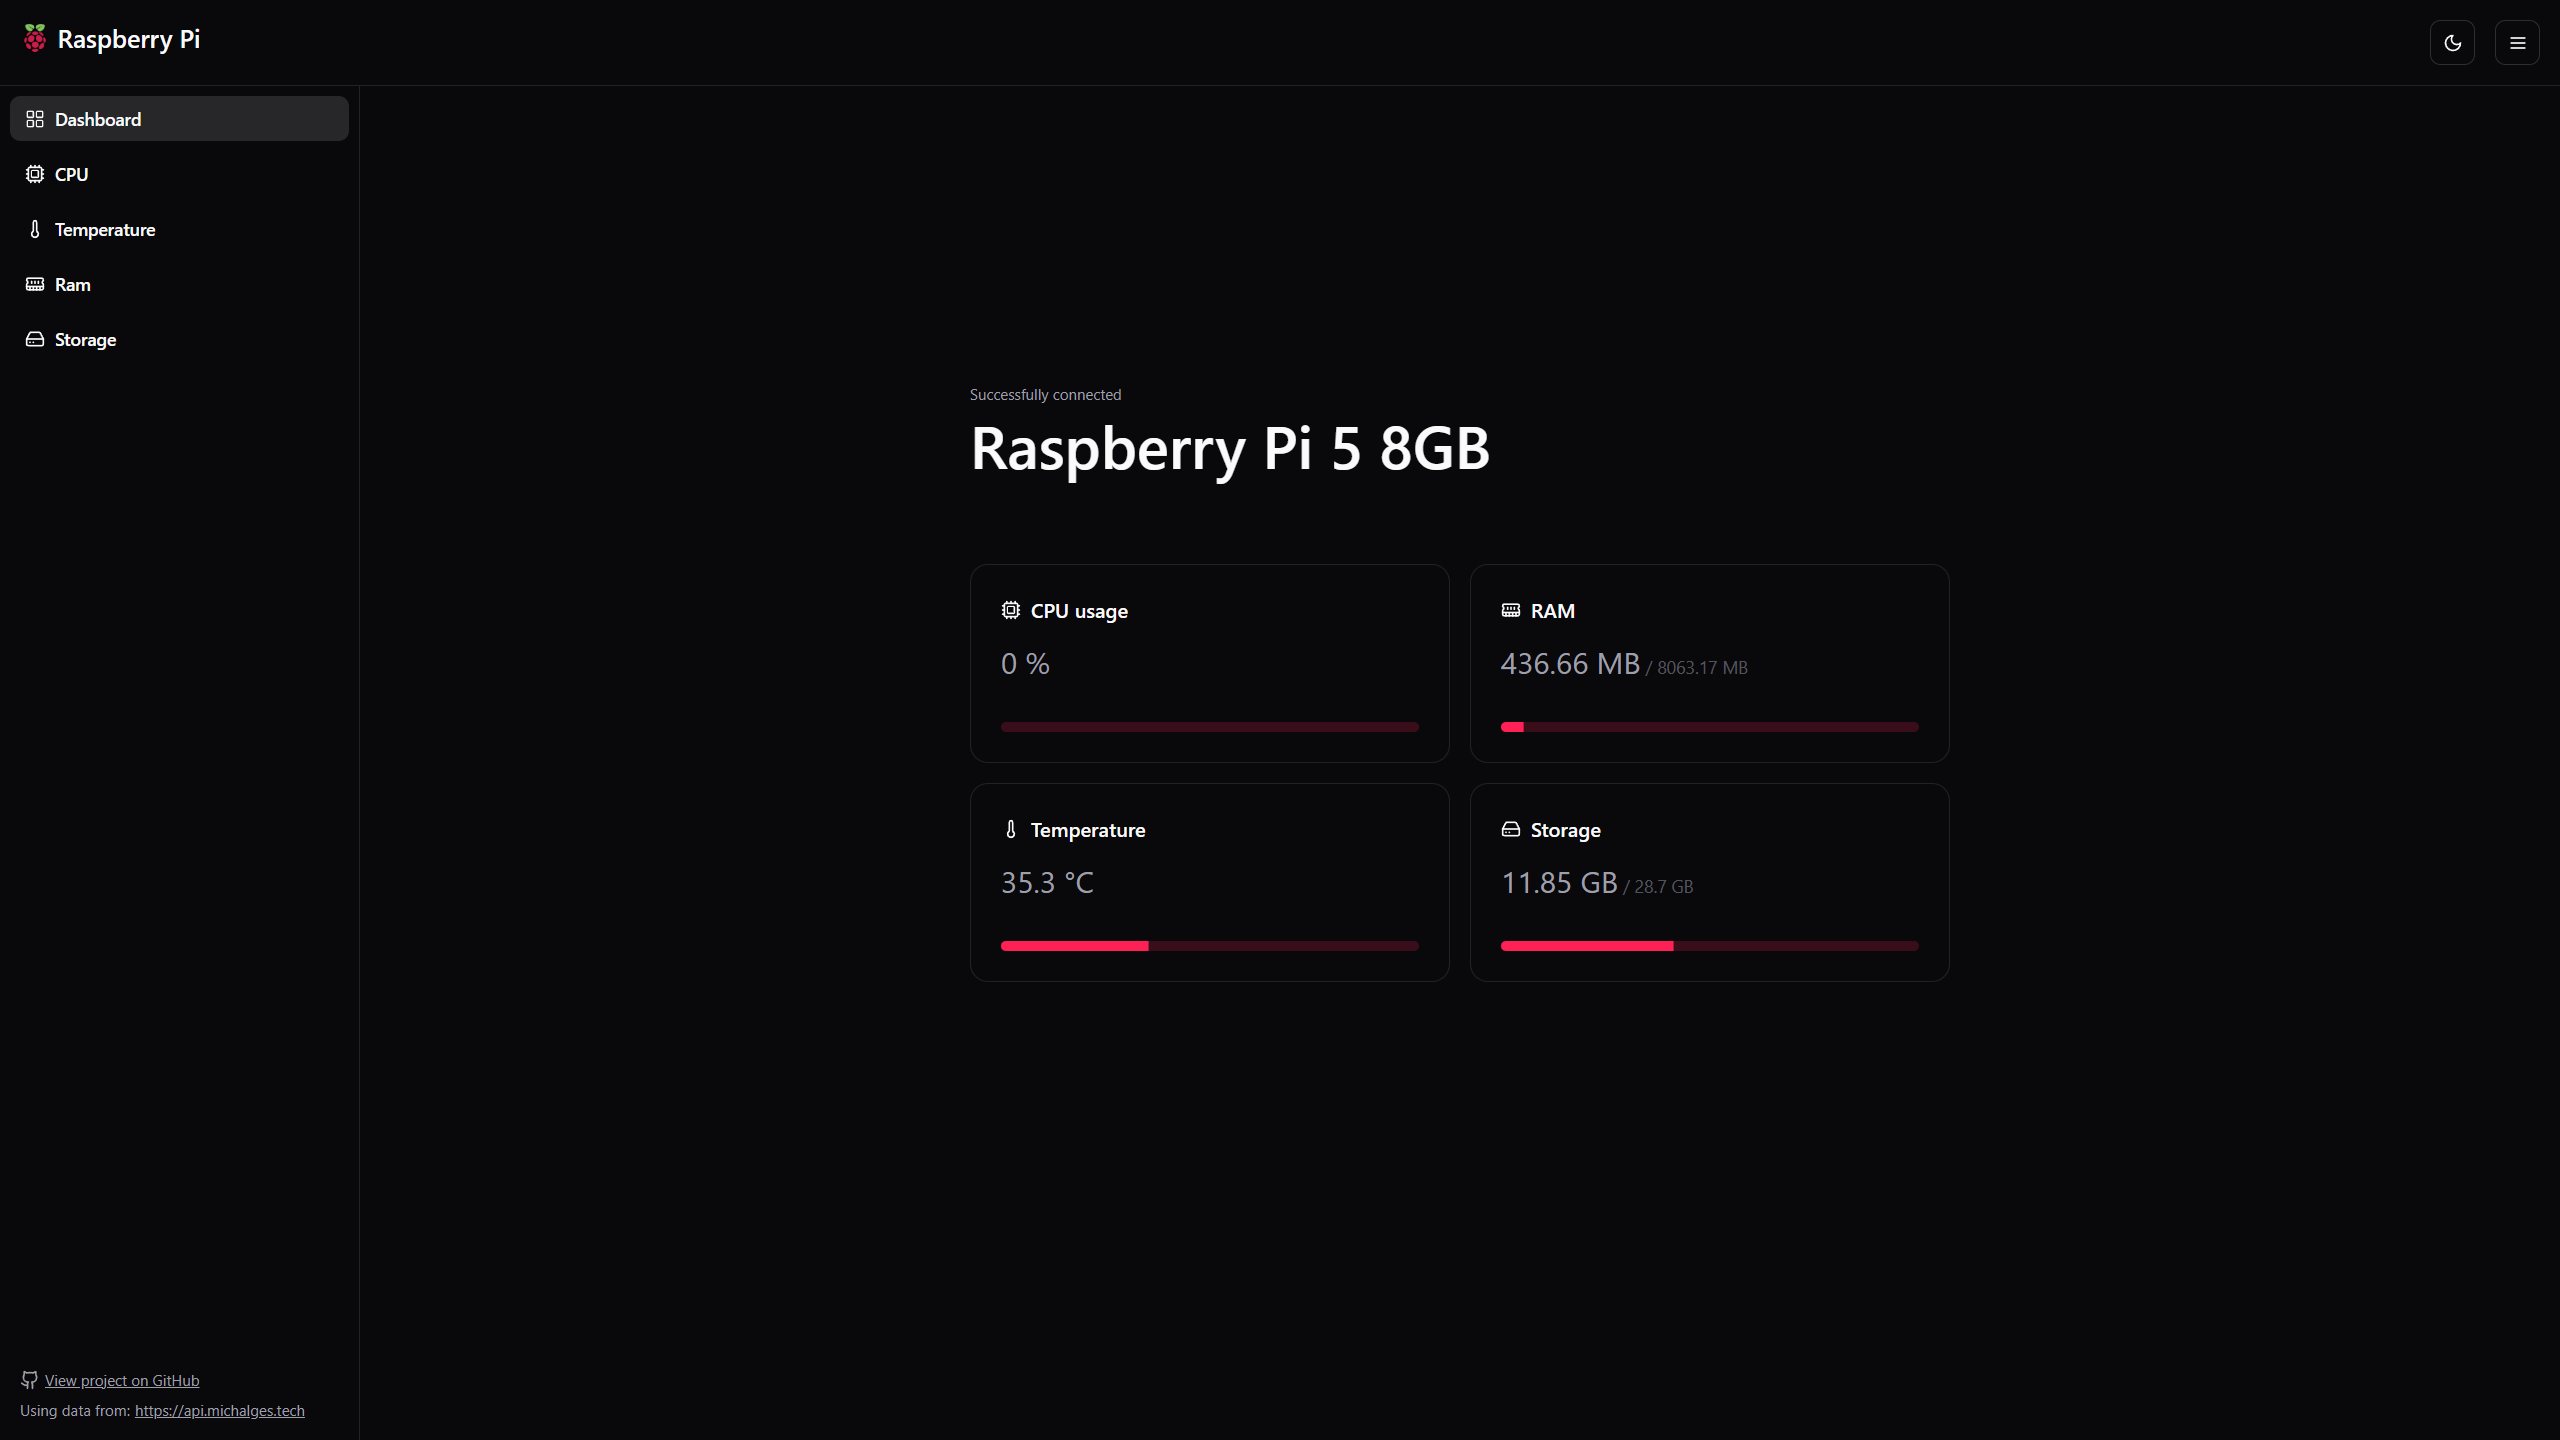 Raspberry Pi
Dashboard
CPU
Temperature
Ram
Storage
Successfully connected
Raspberry Pi 5 8GB
CPU usage
0 %
RAM
436.66 MB / 8063.17 MB
Temperature
35.3 °C
Storage
11.85 GB / 28.7 GB
View project on GitHub
Using data from: https://api.michalges.tech